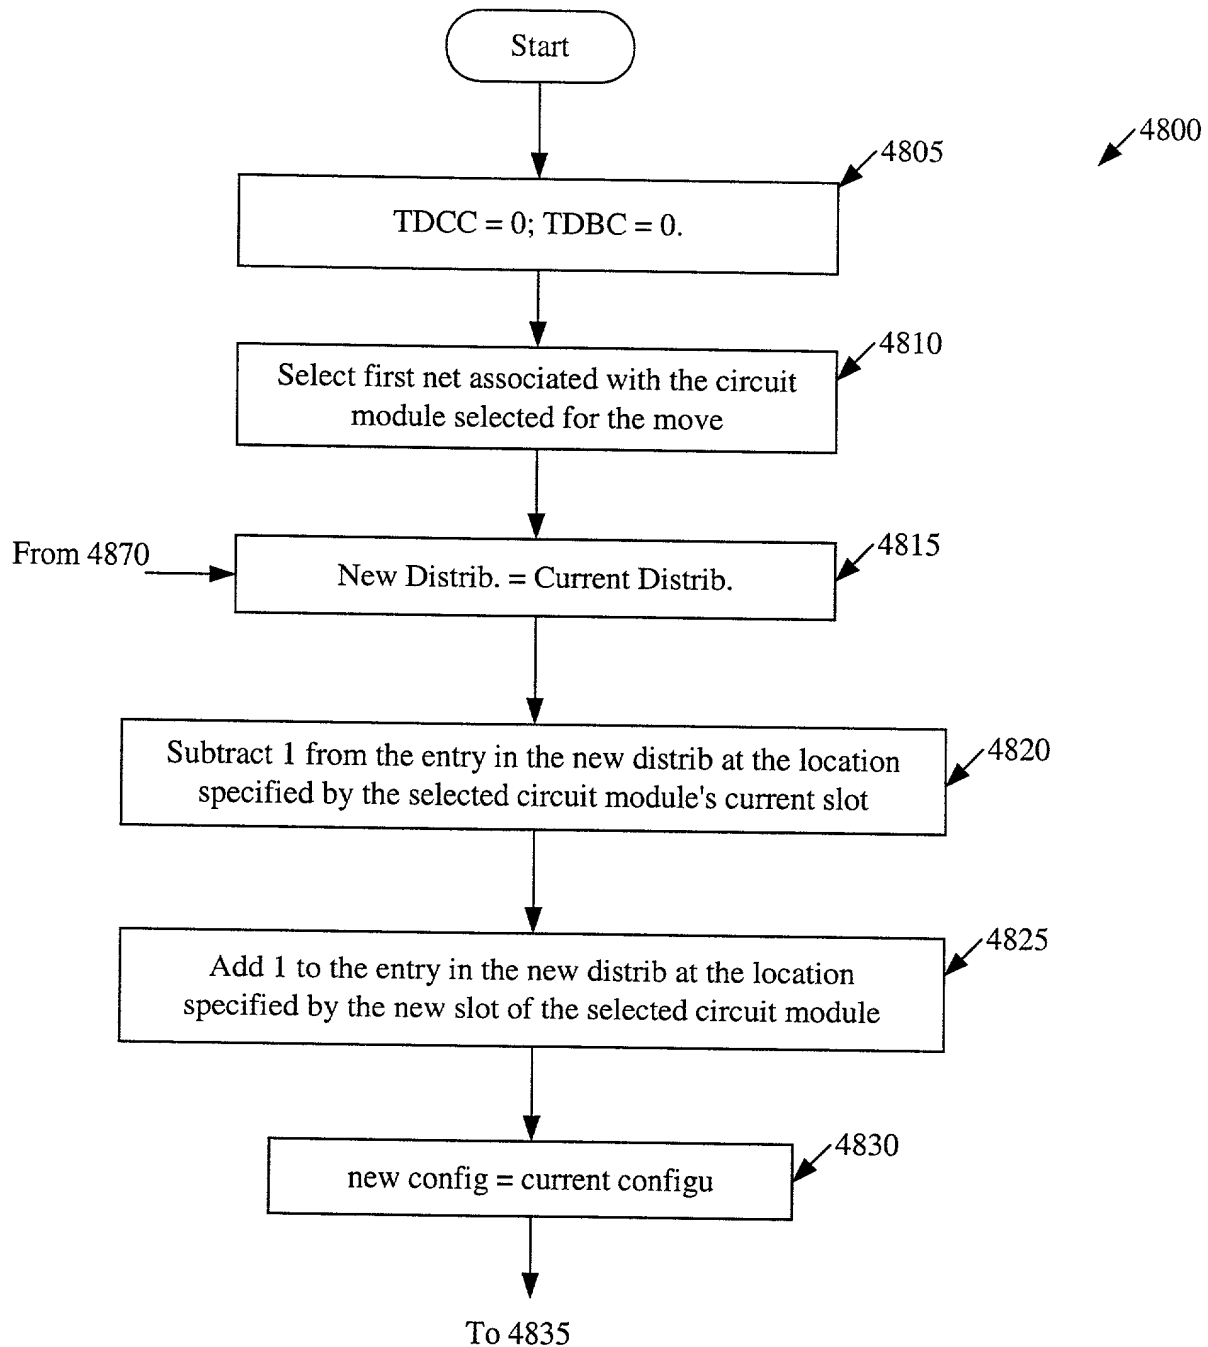 Start
4800
4805
TDCC = 0; TDBC = 0.
4810
Select first net associated with the circuit
module selected for the move
From 4870
4815
New Distrib. = Current Distrib.
4820
Subtract 1 from the entry in the new distrib at the location
specified by the selected circuit module's current slot
4825
Add 1 to the entry in the new distrib at the location
specified by the new slot of the selected circuit module
4830
new config = current configu
To 4835